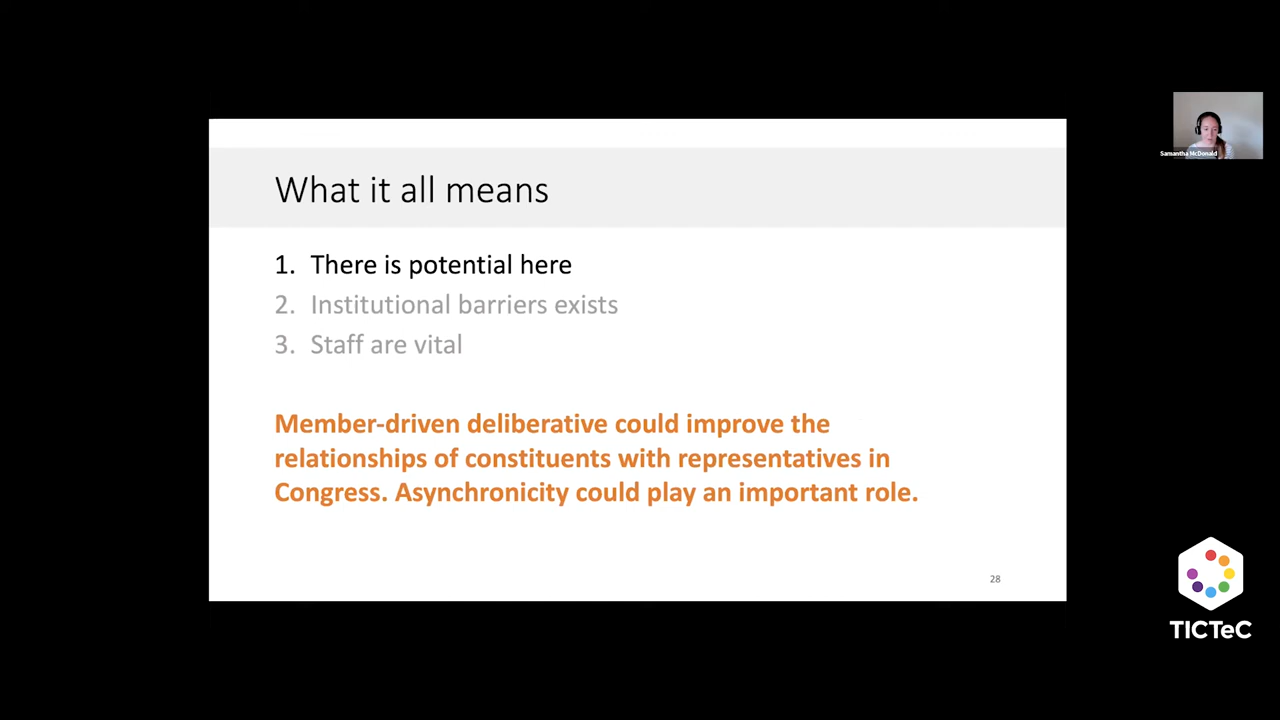 What it all means
1. There is potential here
2. Institutional barriers exists
3. Staff are vital
Member-driven deliberative could improve the
relationships of constituents with representatives in
Congress. Asynchronicity could play an important role.
28
Samantha McDonald
TICTeC